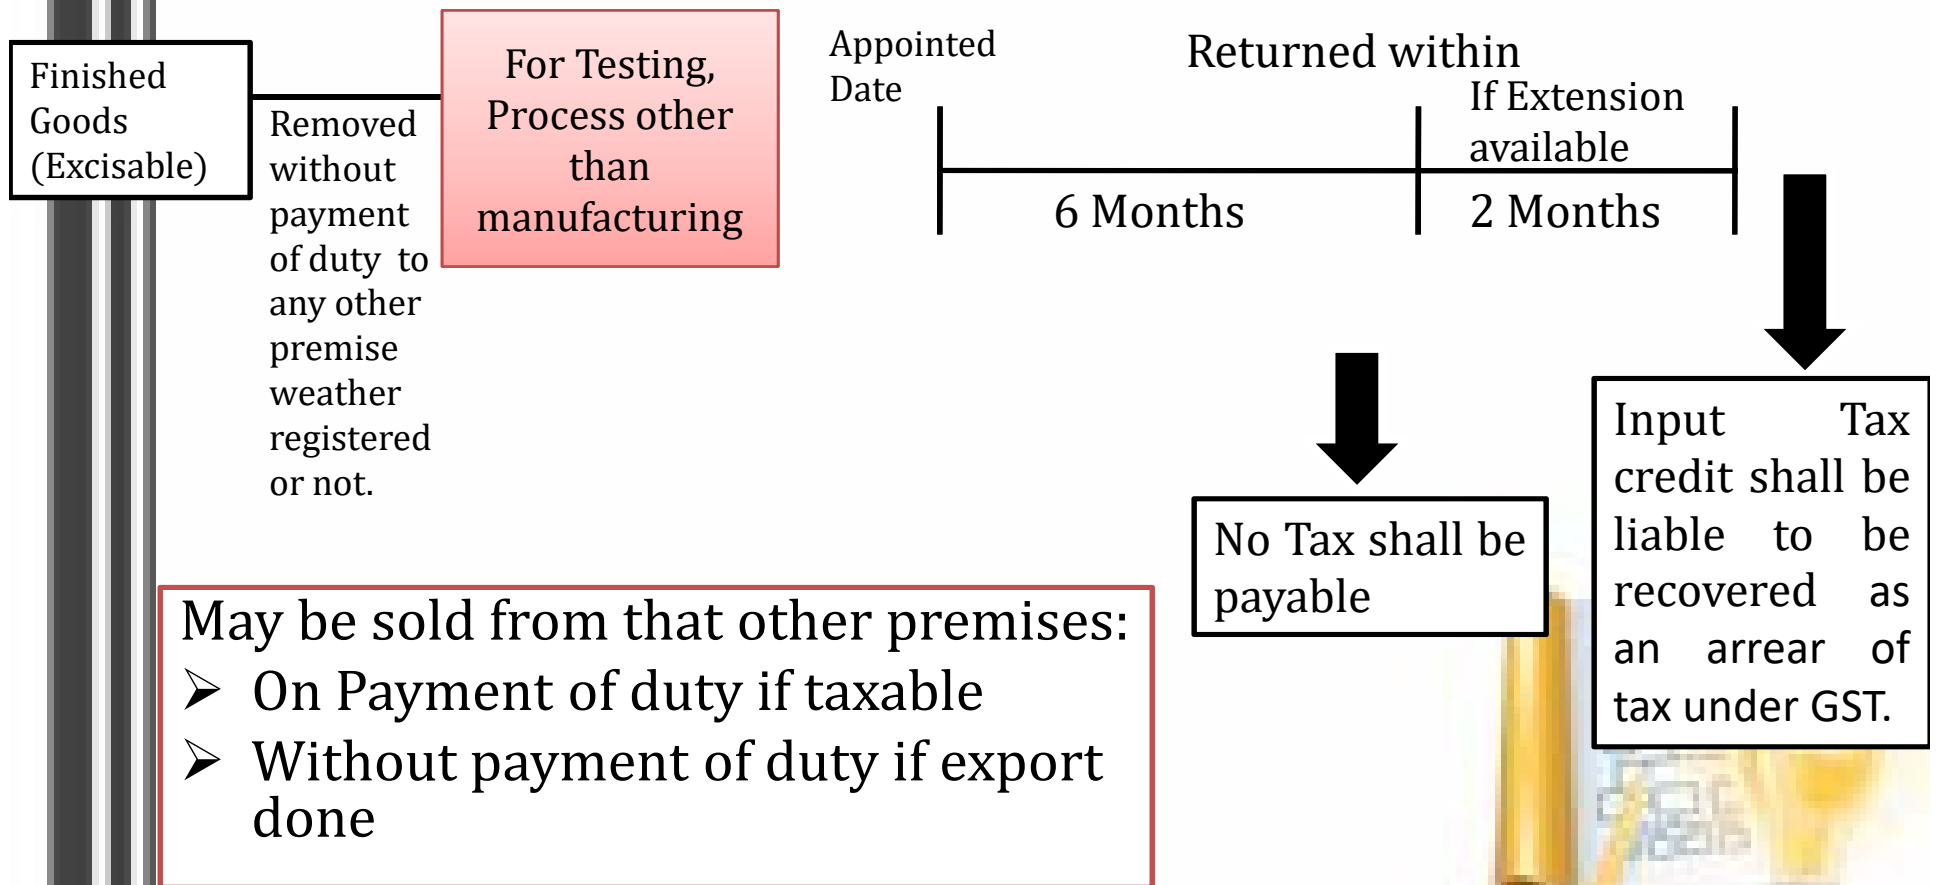 Finished
Goods
(Excisable)
Removed
without
payment
of duty to
any other
premise
weather
registered
or not.
For Testing,
Process other
than
manufacturing
Appointed
Date
Returned within
If Extension
available
6 Months
2 Months
No Tax shall be
payable
Input Tax
credit shall be
liable to be
recovered as
an arrear of
tax under GST.
May be sold from that other premises:
➢ On Payment of duty if taxable
➢ Without payment of duty if export
done